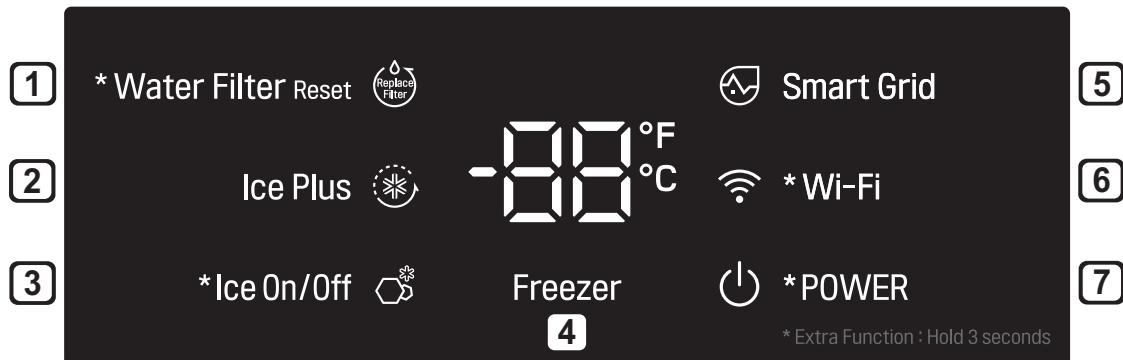 1 * Water Filter Reset Replace Filter
Smart Grid 5
-88 °F
°C
2 Ice Plus
* Wi-Fi 6
3 * Ice On/Off
Freezer
4
* POWER 7
* Extra Function : Hold 3 seconds